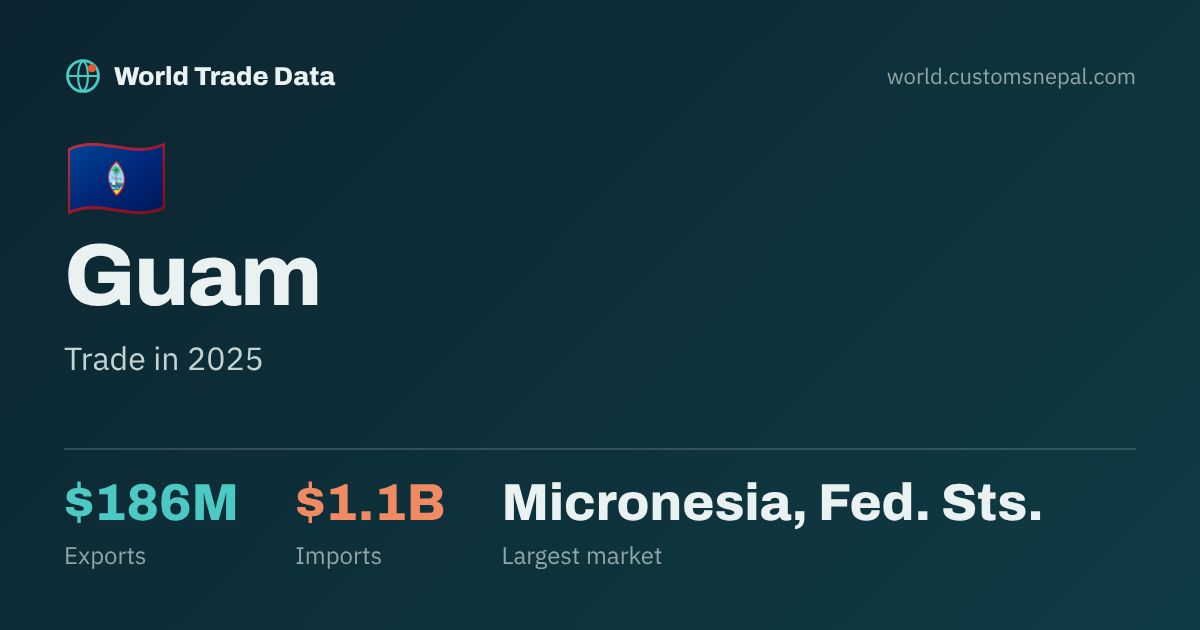 World Trade Data
world.customsnepal.com
Guam
Trade in 2025
$186M
Exports
$1.1B
Imports
Micronesia, Fed. Sts.
Largest market